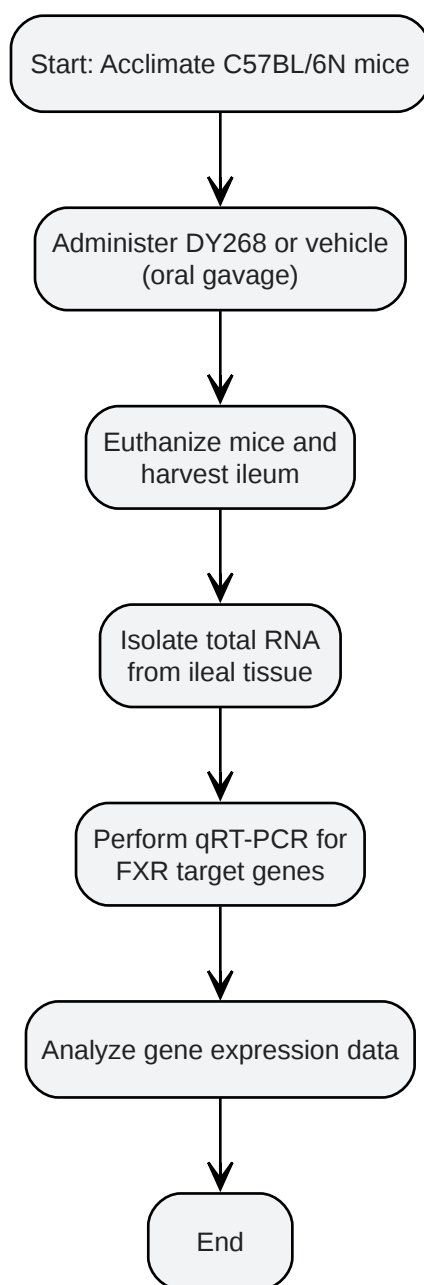 Start: Acclimate C57BL/6N mice
Administer DY268 or vehicle
(oral gavage)
Euthanize mice and
harvest ileum
Isolate total RNA
from ileal tissue
Perform qRT-PCR for
FXR target genes
Analyze gene expression data
End